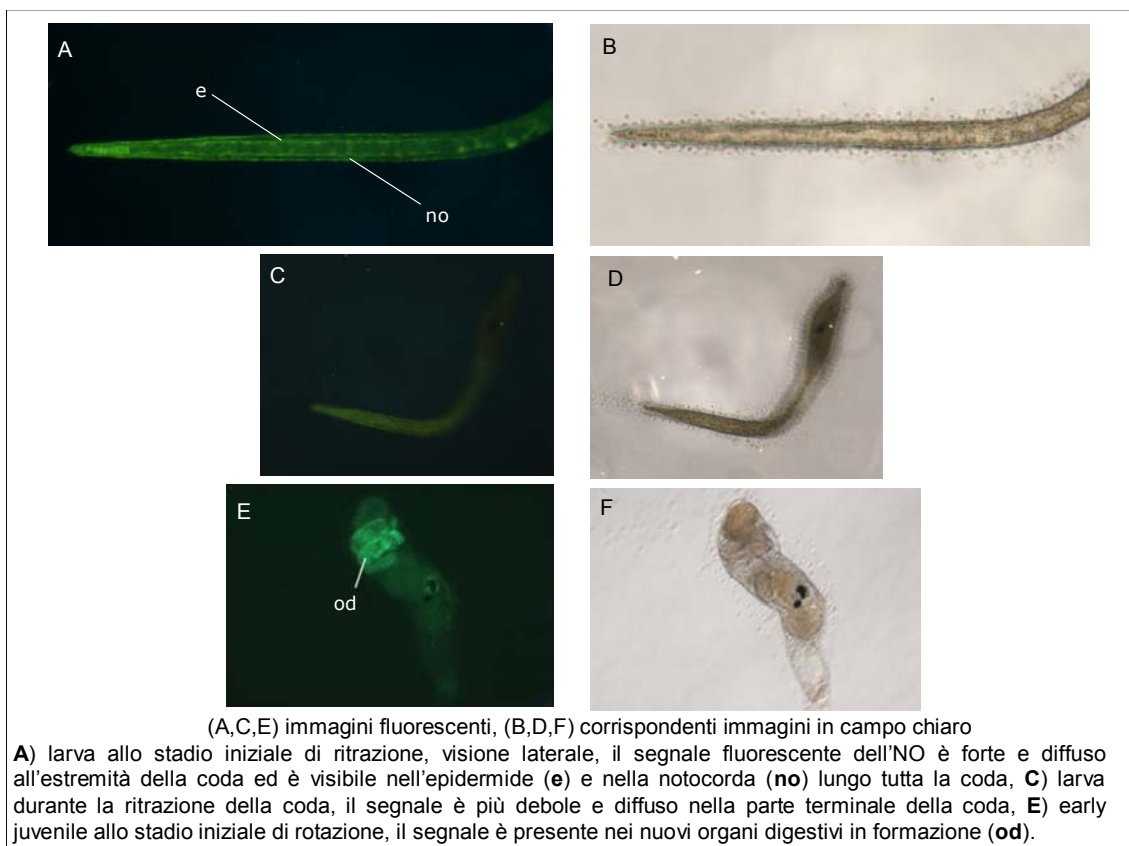 A
B
e
no
C
D
E
F
od
(A,C,E) immagini fluorescenti, (B,D,F) corrispondenti immagini in campo chiaro
A) larva allo stadio iniziale di ritrazione, visione laterale, il segnale fluorescente dell'NO è forte e diffuso
all'estremità della coda ed è visibile nell'epidermide (e) e nella notocorda (no) lungo tutta la coda, C) larva
durante la ritrazione della coda, il segnale è più debole e diffuso nella parte terminale della coda, E) early
juvenile allo stadio iniziale di rotazione, il segnale è presente nei nuovi organi digestivi in formazione (od).